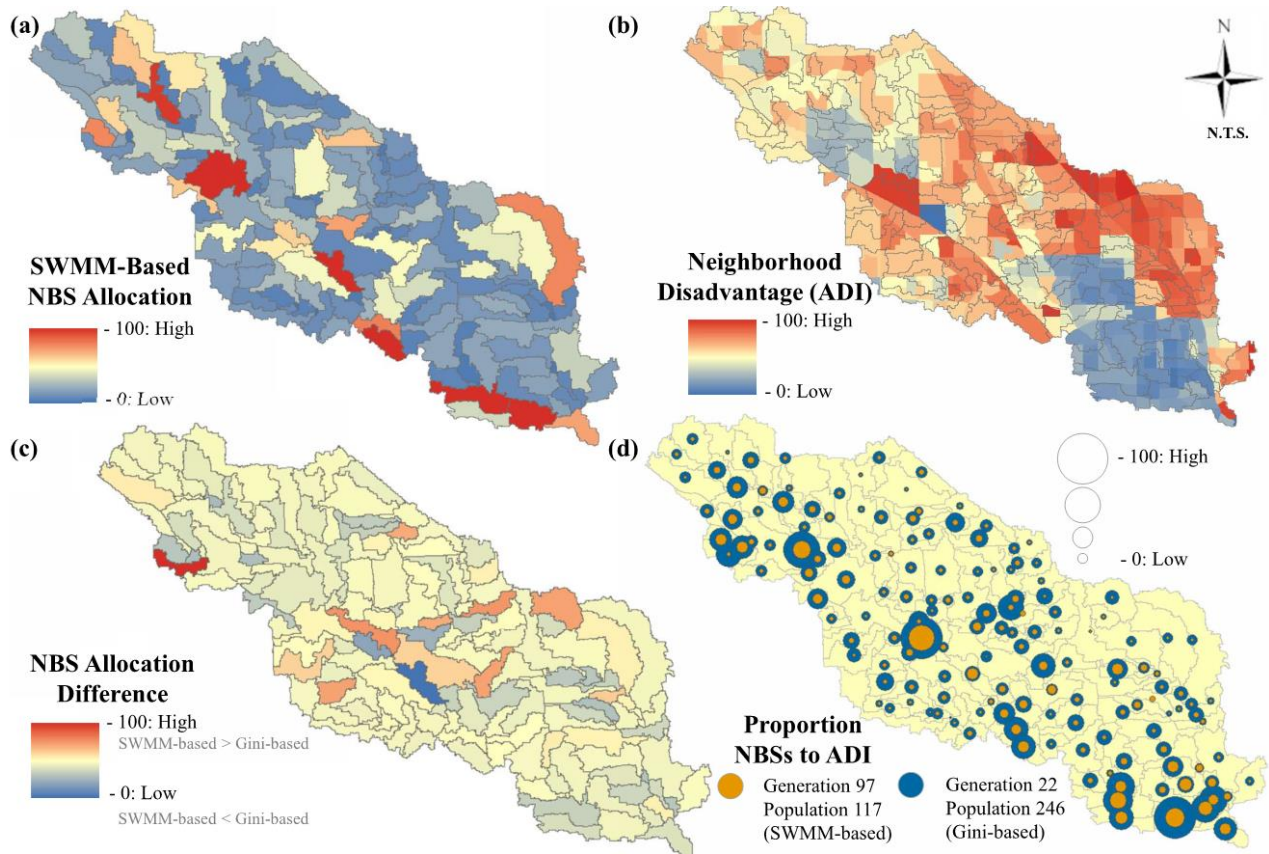 (a)
SWMM-Based
NBS Allocation
- 100: High
- 0: Low
(b)
N
N.T.S.
Neighborhood
Disadvantage (ADI)
- 100: High
- 0: Low
(c)
NBS Allocation
Difference
- 100: High
SWMM-based > Gini-based
- 0: Low
SWMM-based < Gini-based
(d)
- 100: High
- 0: Low
Proportion
NBSs to ADI
Generation 97
Population 117
(SWMM-based)
Generation 22
Population 246
(Gini-based)